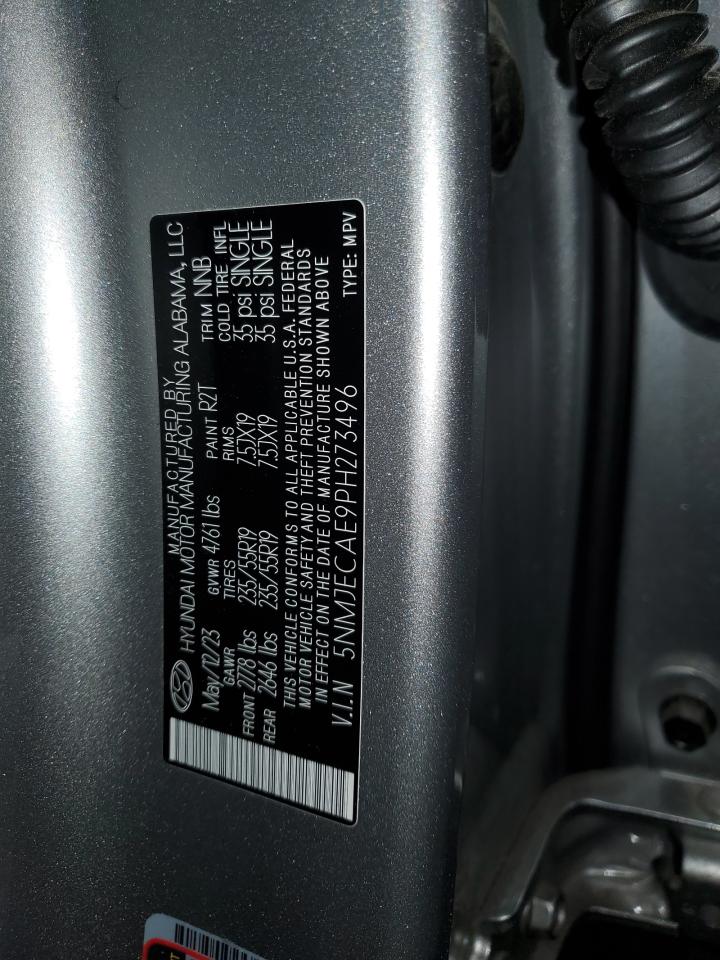 MANUFACTURED BY
HYUNDAI MOTOR MANUFACTURING ALABAMA, LLC
May/12/23 GVWR 4761 lbs PAINT R2T TRIM NNB
GAWR TIRES RIMS COLD TIRE INFL
FRONT 2778 lbs 235/55R19 7.5JX19 35 psi SINGLE
REAR 2646 lbs 235/55R19 7.5JX19 35 psi SINGLE
THIS VEHICLE CONFORMS TO ALL APPLICABLE U.S.A. FEDERAL
MOTOR VEHICLE SAFETY AND THEFT PREVENTION STANDARDS
IN EFFECT ON THE DATE OF MANUFACTURE SHOWN ABOVE
V.I.N 5NMJECAE9PH273496 TYPE: MPV